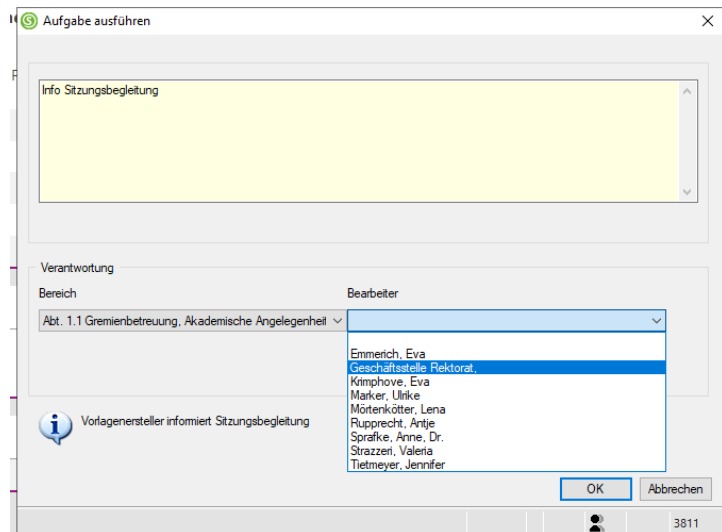 Aufgabe ausführen
Info Sitzungsbegleitung
Verantwortung
Bereich
Bearbeiter
Abt. 1.1 Gremienbetreuung, Akademische Angelegenheit
Emmerich, Eva
Geschäftsstelle Rektorat,
Krimphove, Eva
Marker, Ulrike
Mörtenkötter, Lena
Rupprecht, Antje
Sprafke, Anne, Dr.
Strazzeri, Valeria
Tietmeyer, Jennifer
Vorlagenersteller informiert Sitzungsbegleitung
OK
Abbrechen
3811